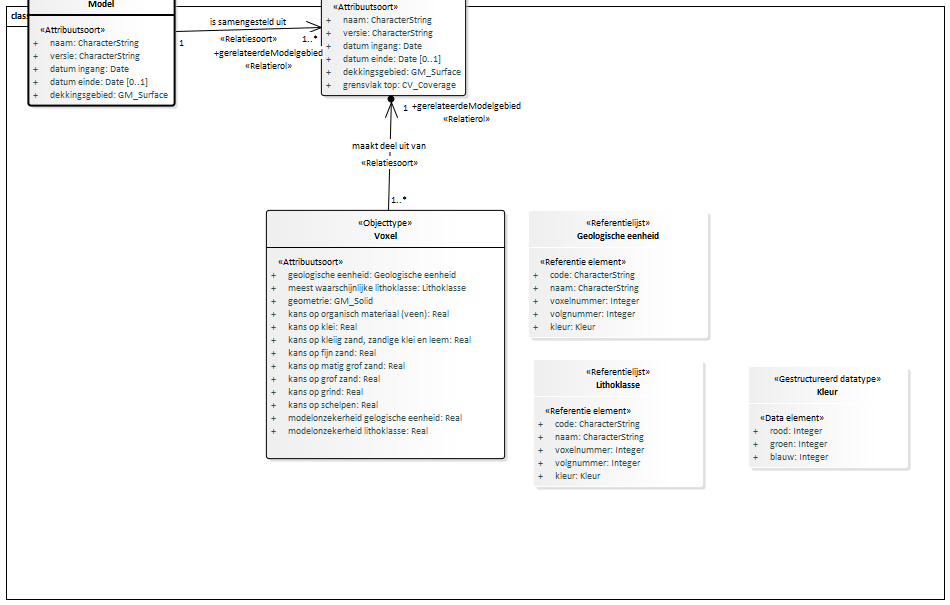 class
Model
«Attribuutsoort»
+ naam: CharacterString
+ versie: CharacterString
+ datum ingang: Date
+ datum einde: Date [0..1]
+ dekkingsgebied: GM_Surface
is samengesteld uit
1
«Relatiesoort»
1..*
+gerelateerdeModelgebied
«Relatierol»
«Attribuutsoort»
+ naam: CharacterString
+ versie: CharacterString
+ datum ingang: Date
+ datum einde: Date [0..1]
+ dekkingsgebied: GM_Surface
+ grensvlak top: CV_Coverage
1 +gerelateerdeModelgebied
«Relatierol»
maakt deel uit van
«Relatiesoort»
1..*
«Objecttype»
Voxel
«Attribuutsoort»
+ geologische eenheid: Geologische eenheid
+ meest waarschijnlijke lithoklasse: Lithoklasse
+ geometrie: GM_Solid
+ kans op organisch materiaal (veen): Real
+ kans op klei: Real
+ kans op kleiig zand, zandige klei en leem: Real
+ kans op fijn zand: Real
+ kans op matig grof zand: Real
+ kans op grof zand: Real
+ kans op grind: Real
+ kans op schelpen: Real
+ modelonzekerheid gelogische eenheid: Real
+ modelonzekerheid lithoklasse: Real
«Referentielijst»
Geologische eenheid
«Referentie element»
+ code: CharacterString
+ naam: CharacterString
+ voxelnummer: Integer
+ volgnummer: Integer
+ kleur: Kleur
«Referentielijst»
Lithoklasse
«Referentie element»
+ code: CharacterString
+ naam: CharacterString
+ voxelnummer: Integer
+ volgnummer: Integer
+ kleur: Kleur
«Gestructureerd datatype»
Kleur
«Data element»
+ rood: Integer
+ groen: Integer
+ blauw: Integer